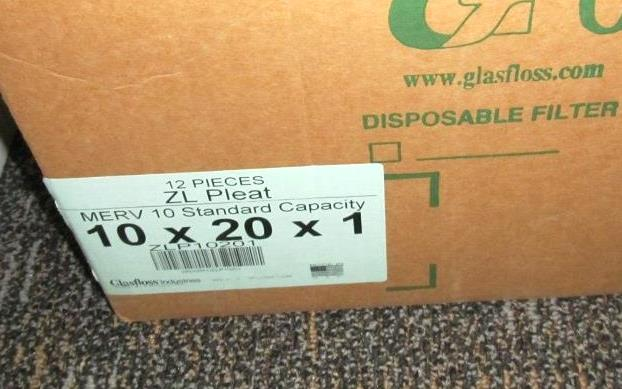 www.glasfloss.com
DISPOSABLE FILTER
12 PIECES
ZL Pleat
MERV 10 Standard Capacity
10 x 20 x 1
ZLP10201
Glasfloss Industries